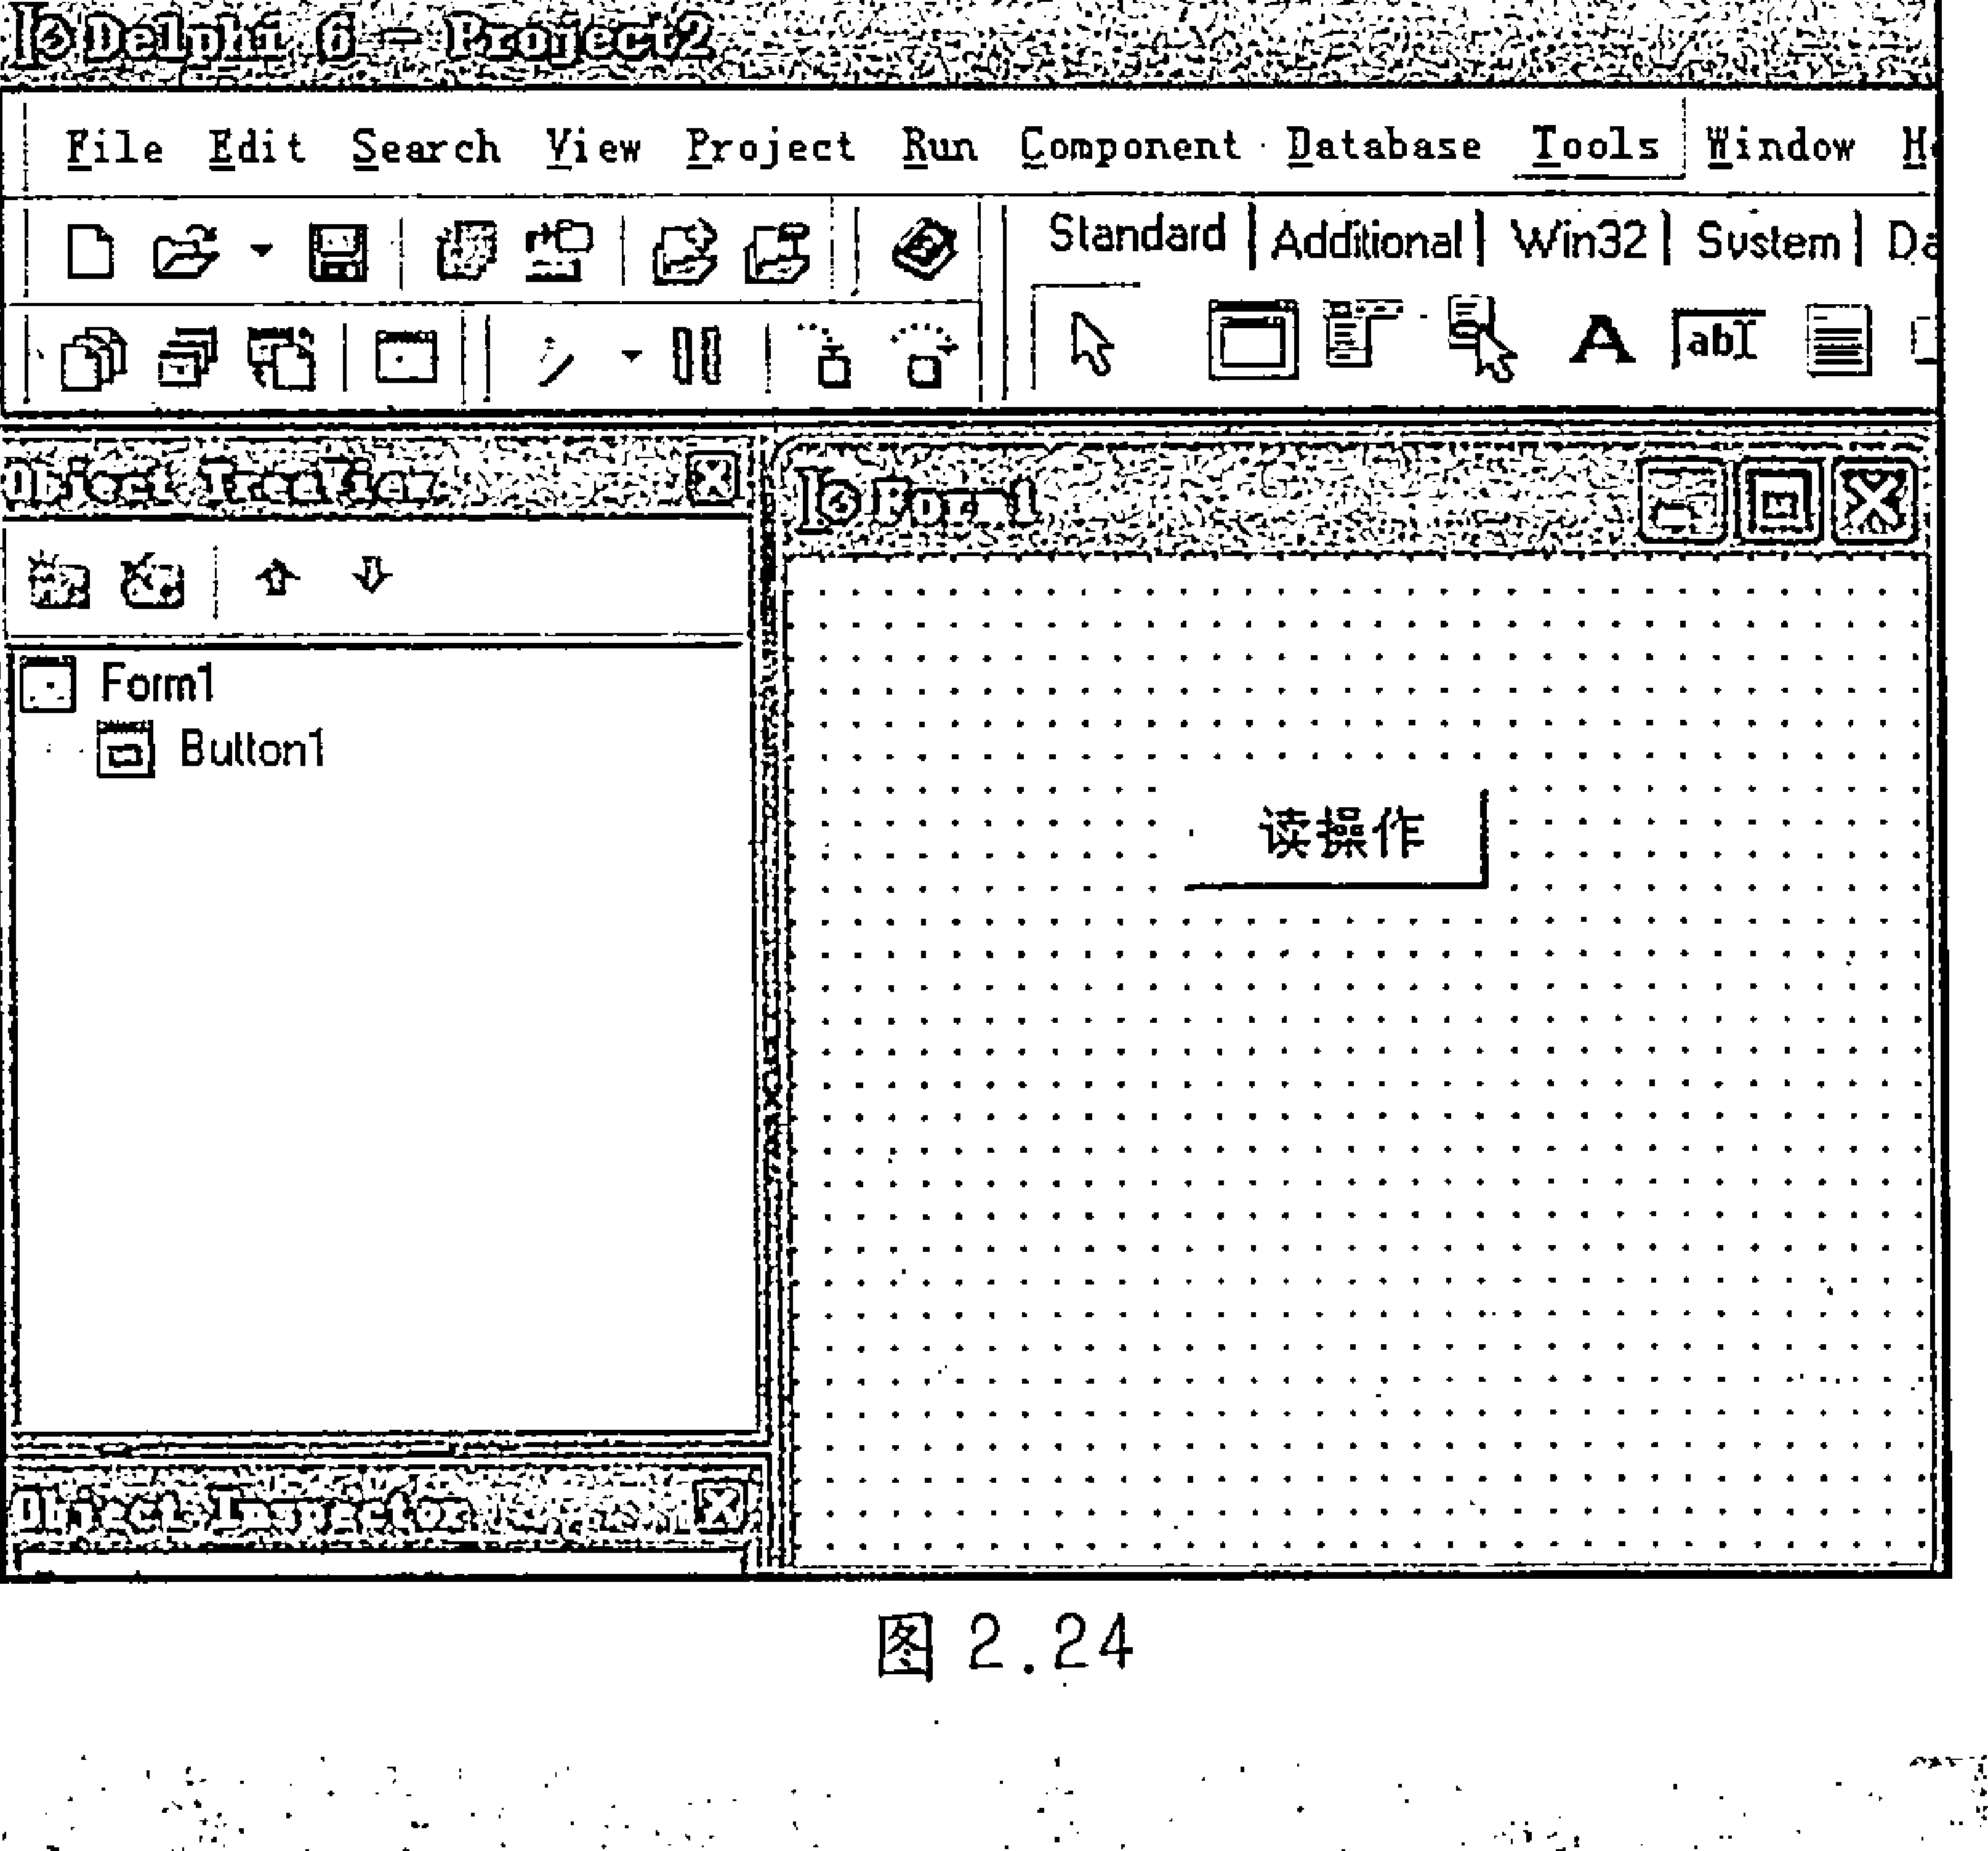 Delphi 6 - Project2
File Edit Search View Project Run Component Database Tools Window
Standard Additional Win32 System
abI
Object TreeView
Form1
Form1
Button1
读操作
Object Inspector
图 2.24